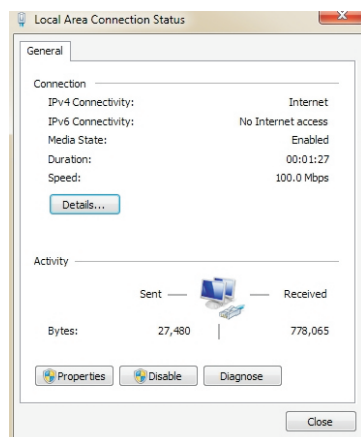 Local Area Connection Status
General
Connection
IPv4 Connectivity: Internet
IPv6 Connectivity: No Internet access
Media State: Enabled
Duration: 00:01:27
Speed: 100.0 Mbps
Details...
Activity
Sent — Received
Bytes: 27,480 | 778,065
Properties Disable Diagnose
Close